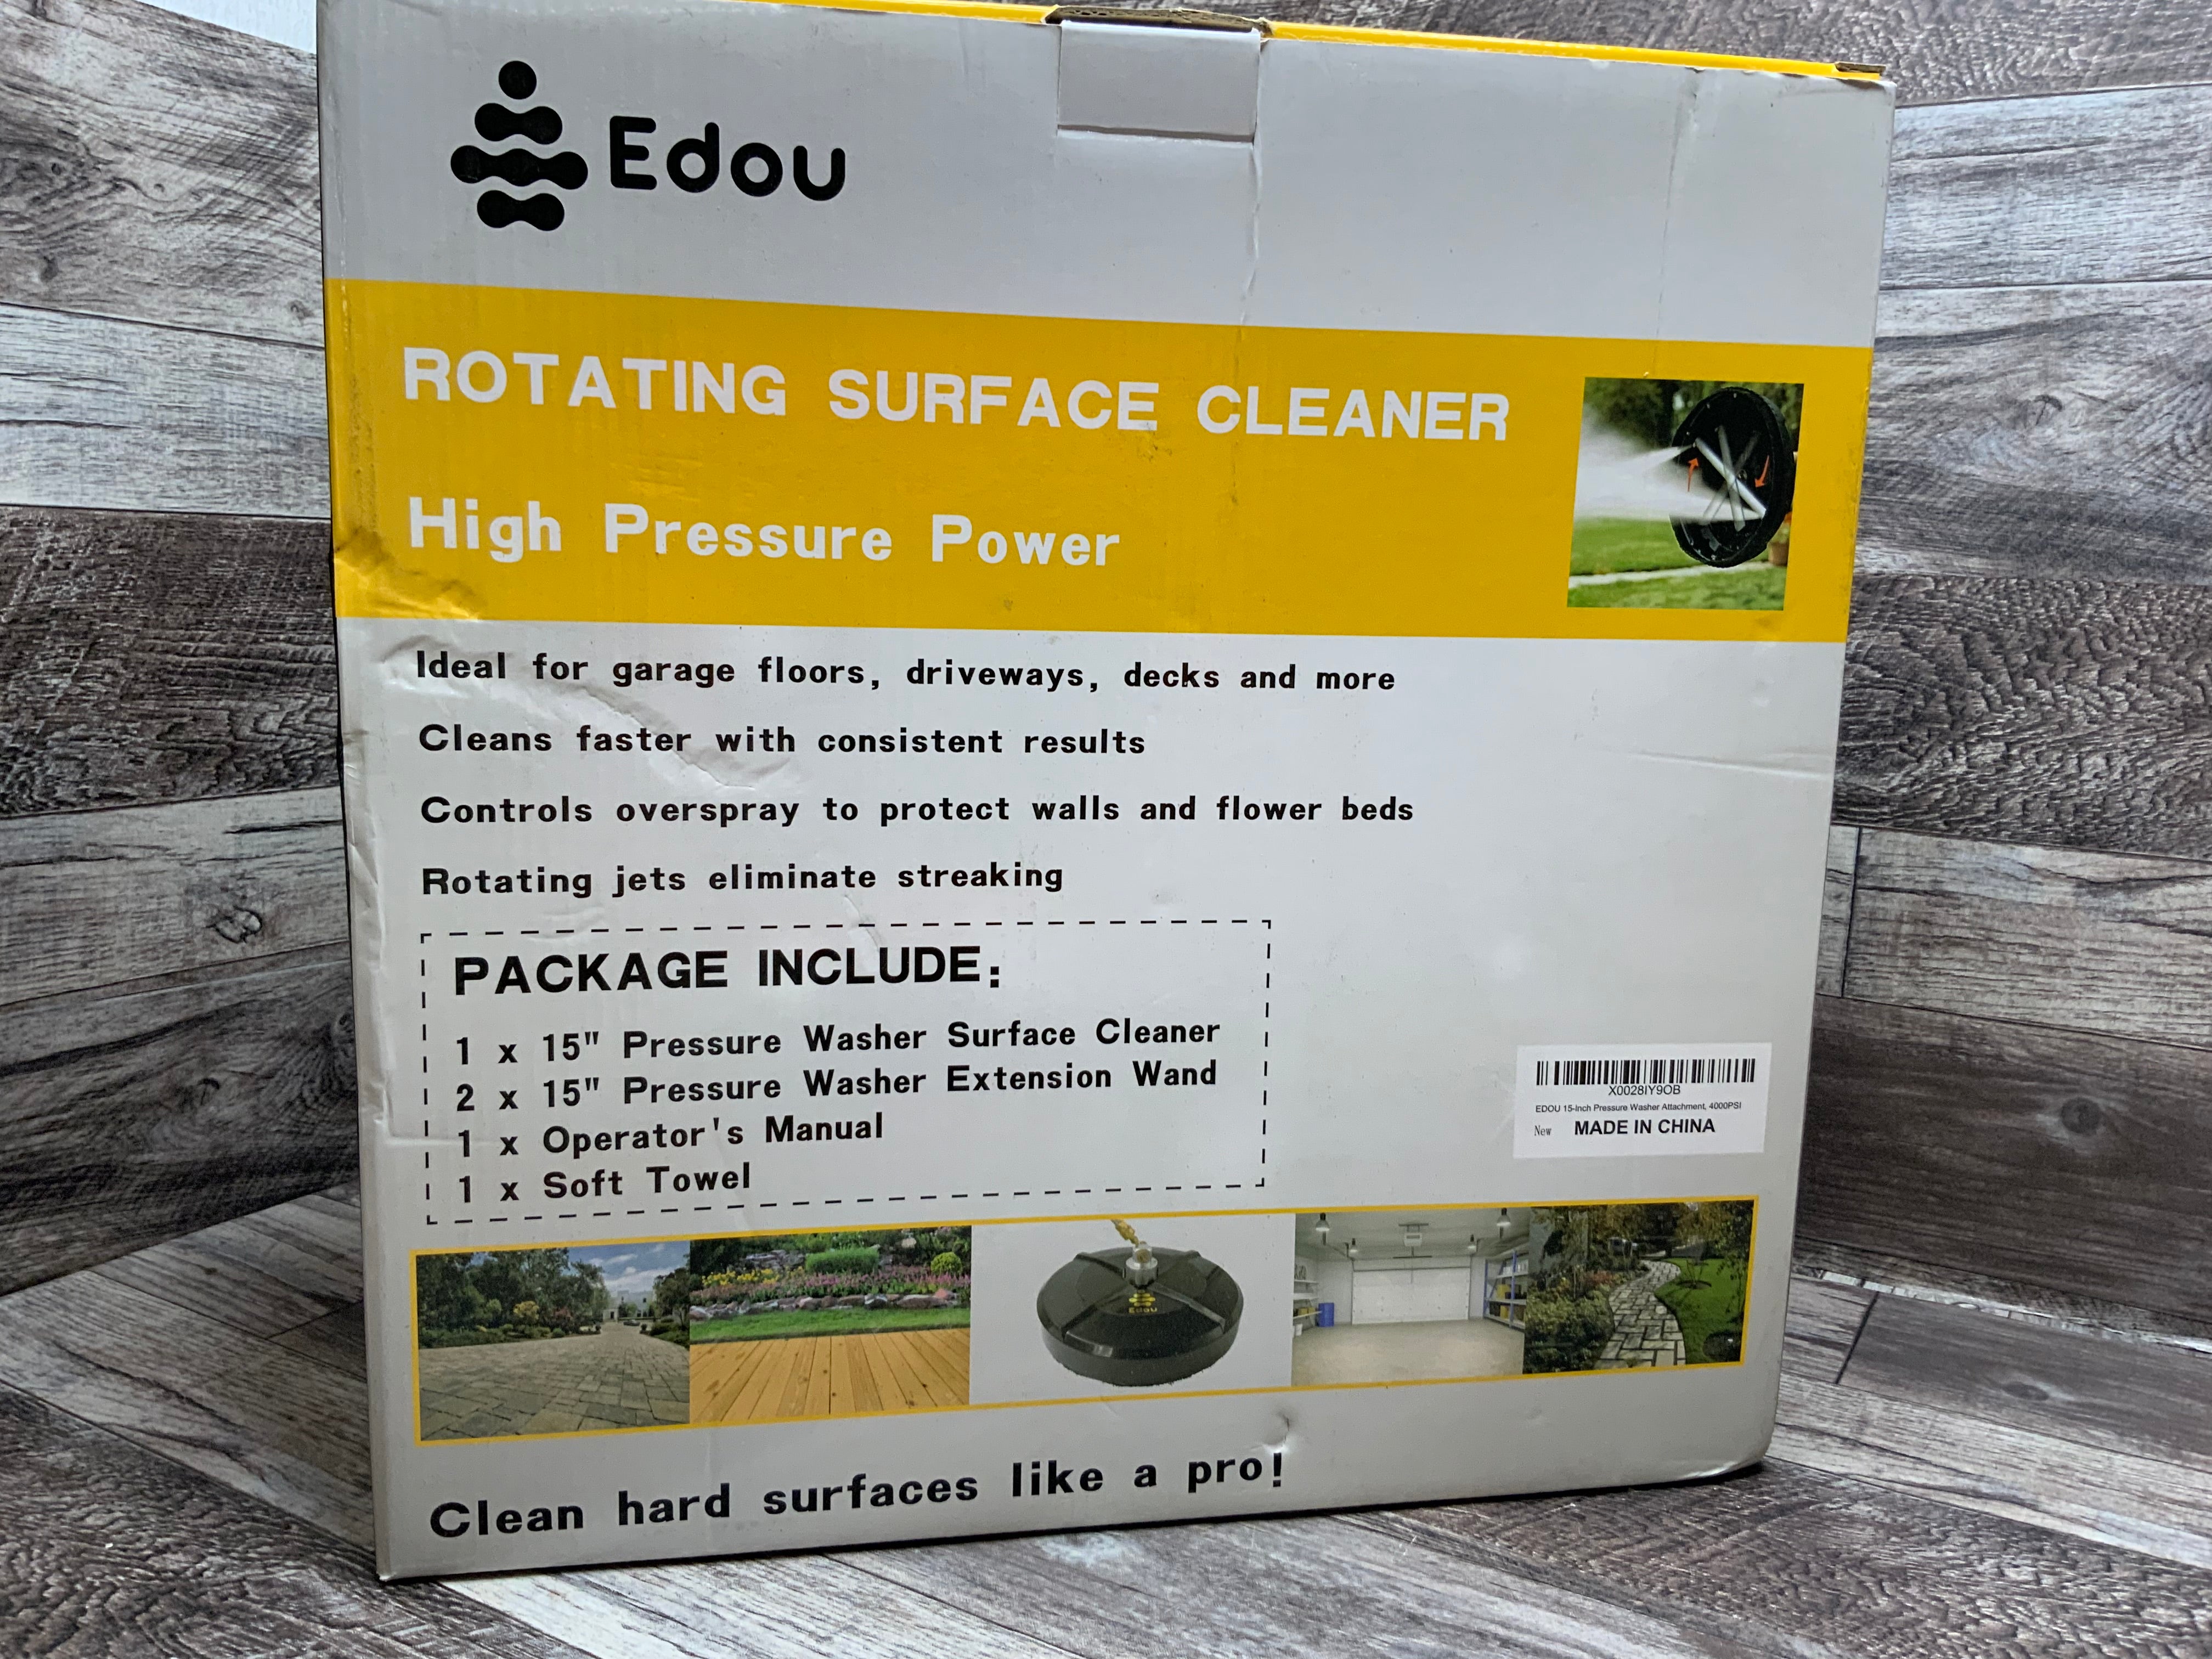 Edou
ROTATING SURFACE CLEANER
High Pressure Power
Ideal for garage floors, driveways, decks and more
Cleans faster with consistent results
Controls overspray to protect walls and flower beds
Rotating jets eliminate streaking
PACKAGE INCLUDE:
1 x 15" Pressure Washer Surface Cleaner
2 x 15" Pressure Washer Extension Wand
1 x Operator's Manual
1 x Soft Towel
X0028IY9OB
EDOU 15-Inch Pressure Washer Attachment, 4000PSI
New MADE IN CHINA
Edou
Clean hard surfaces like a pro!